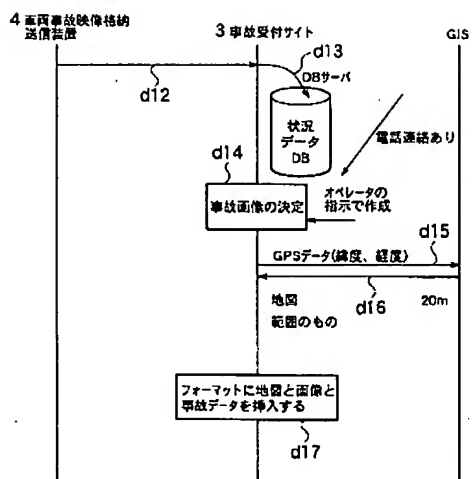 4 車両事故映像格納
送信装置
3 事故受付サイト
GIS
d12
d13
DBサーバ
状況
データ
DB
電話連絡あり
d14
事故画像の決定
オペレータの
指示で作成
d15
GPSデータ(緯度、経度)
d16
地図
20m
範囲のもの
フォーマットに地図と画像と
事故データを挿入する
d17